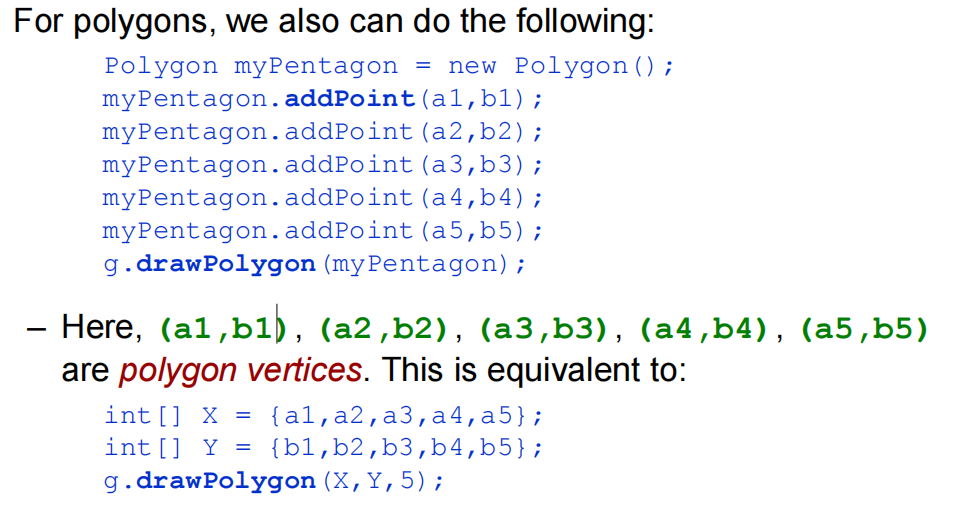 For polygons, we also can do the following:
Polygon myPentagon = new Polygon();
myPentagon.addPoint(a1,b1);
myPentagon.addPoint(a2,b2);
myPentagon.addPoint(a3,b3);
myPentagon.addPoint(a4,b4);
myPentagon.addPoint(a5,b5);
g.drawPolygon(myPentagon);
– Here, (a1,b1), (a2,b2), (a3,b3), (a4,b4), (a5,b5)
are polygon vertices. This is equivalent to:
int[] X = {a1,a2,a3,a4,a5};
int[] Y = {b1,b2,b3,b4,b5};
g.drawPolygon(X,Y,5);